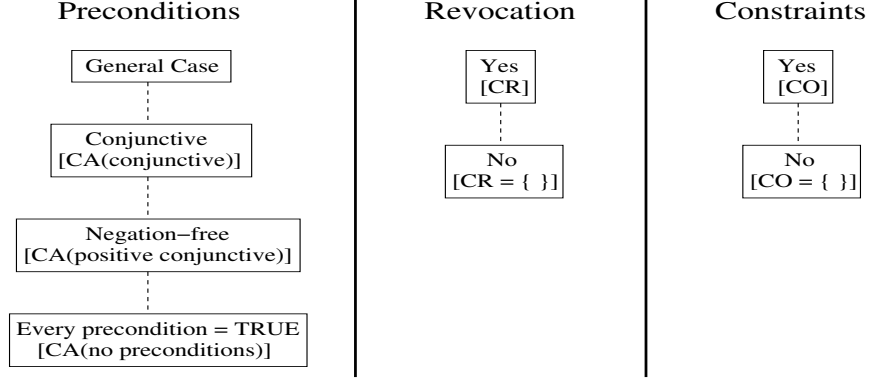 Preconditions
General Case
Conjunctive
[CA(conjunctive)]
Negation−free
[CA(positive conjunctive)]
Every precondition = TRUE
[CA(no preconditions)]
Revocation
Yes
[CR]
No
[CR = { }]
Constraints
Yes
[CO]
No
[CO = { }]